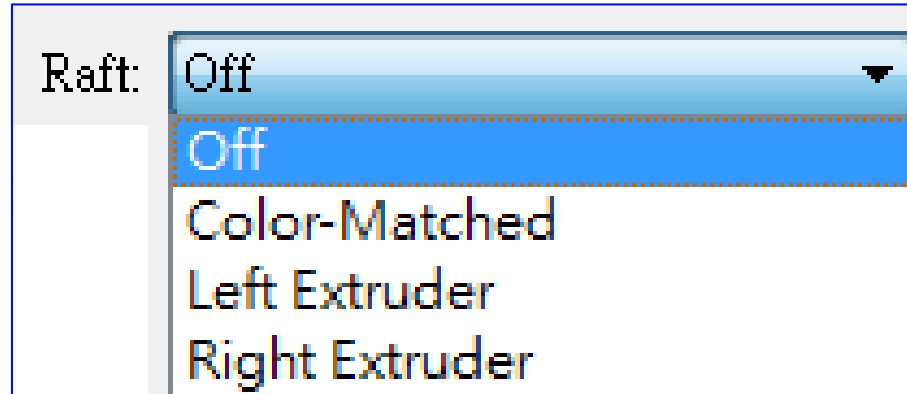 Raft: Off
Off
Color-Matched
Left Extruder
Right Extruder